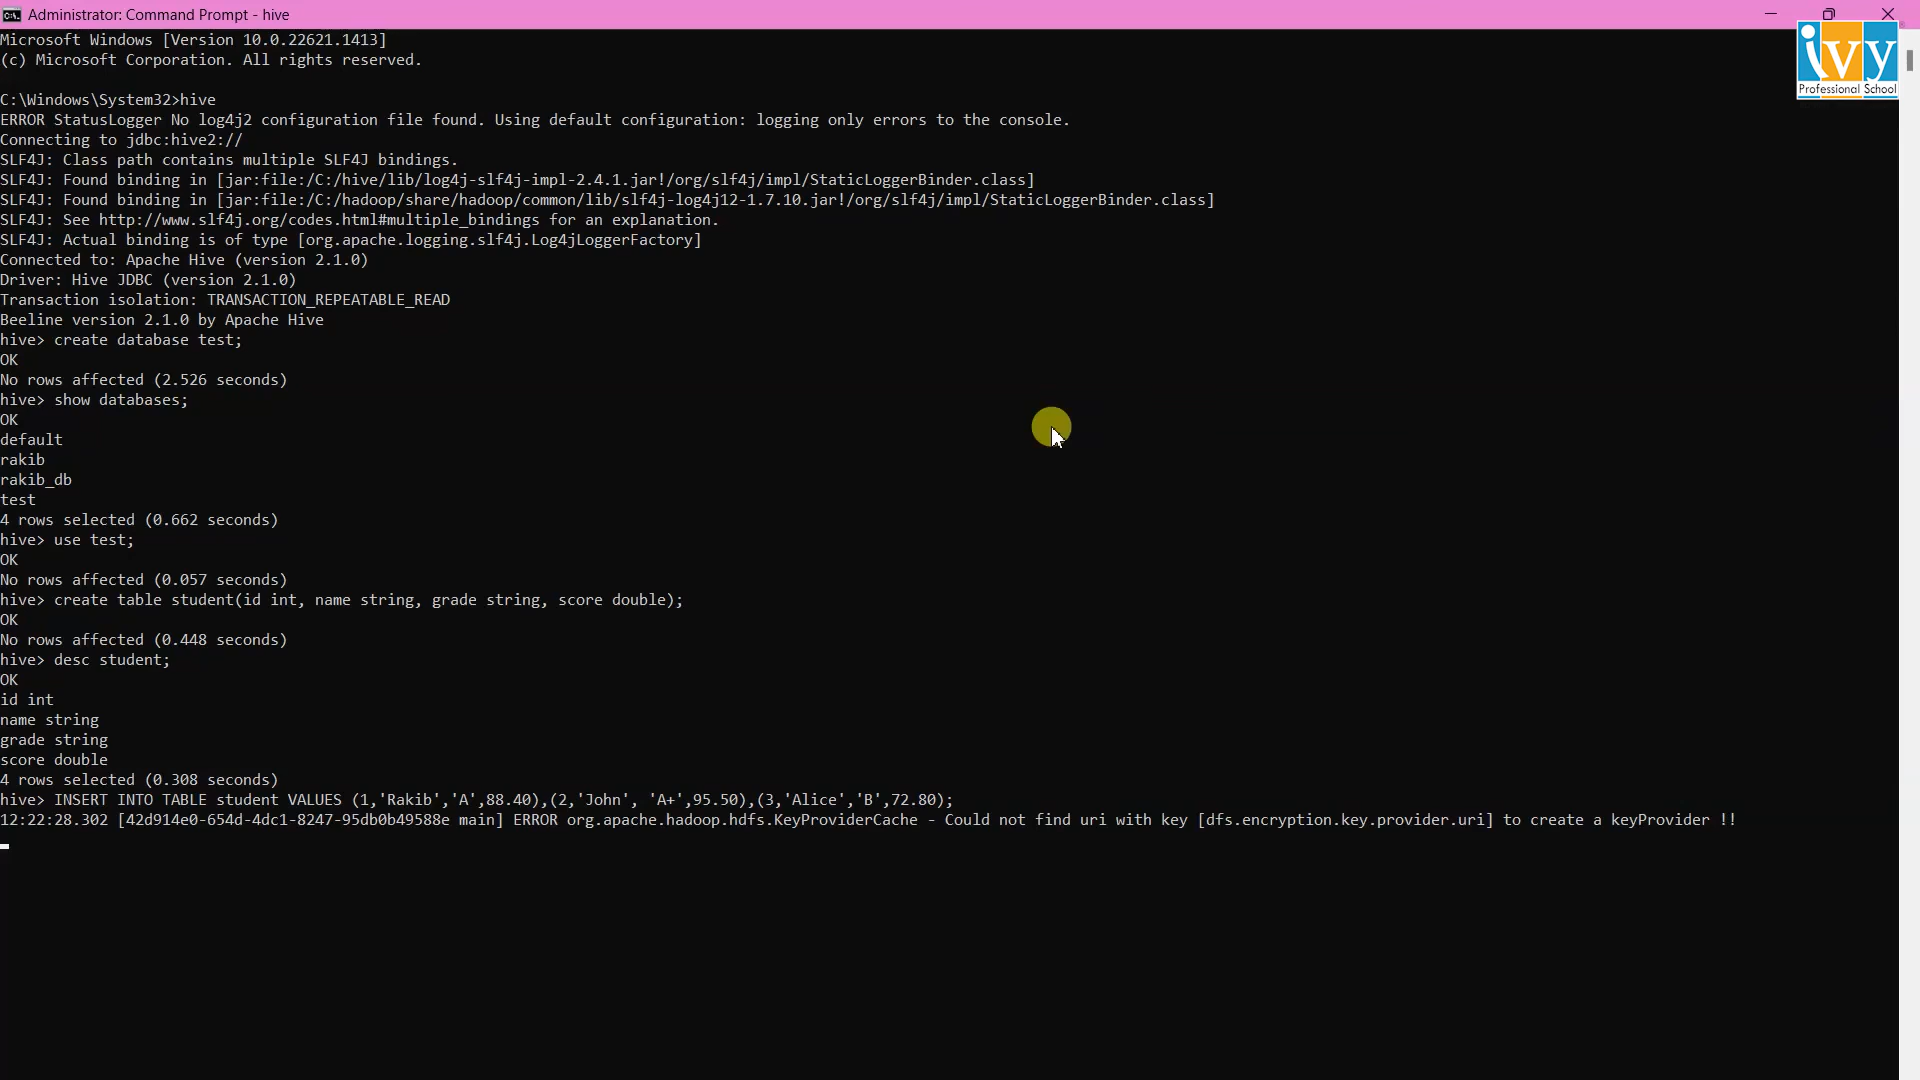 Administrator: Command Prompt - hive
Microsoft Windows [Version 10.0.22621.1413]
(c) Microsoft Corporation. All rights reserved.
ivy
Professional School
C:\Windows\System32>hive
ERROR StatusLogger No log4j2 configuration file found. Using default configuration: logging only errors to the console.
Connecting to jdbc:hive2://
SLF4J: Class path contains multiple SLF4J bindings.
SLF4J: Found binding in [jar:file:/C:/hive/lib/log4j-slf4j-impl-2.4.1.jar!/org/slf4j/impl/StaticLoggerBinder.class]
SLF4J: Found binding in [jar:file:/C:/hadoop/share/hadoop/common/lib/slf4j-log4j12-1.7.10.jar!/org/slf4j/impl/StaticLoggerBinder.class]
SLF4J: See http://www.slf4j.org/codes.html#multiple_bindings for an explanation.
SLF4J: Actual binding is of type [org.apache.logging.slf4j.Log4jLoggerFactory]
Connected to: Apache Hive (version 2.1.0)
Driver: Hive JDBC (version 2.1.0)
Transaction isolation: TRANSACTION_REPEATABLE_READ
Beeline version 2.1.0 by Apache Hive
hive> create database test;
OK
No rows affected (2.526 seconds)
hive> show databases;
OK
default
rakib
rakib_db
test
4 rows selected (0.662 seconds)
hive> use test;
OK
No rows affected (0.057 seconds)
hive> create table student(id int, name string, grade string, score double);
OK
No rows affected (0.448 seconds)
hive> desc student;
OK
id int
name string
grade string
score double
4 rows selected (0.308 seconds)
hive> INSERT INTO TABLE student VALUES (1,'Rakib','A',88.40),(2,'John', 'A+',95.50),(3,'Alice','B',72.80);
12:22:28.302 [42d914e0-654d-4dc1-8247-95db0b49588e main] ERROR org.apache.hadoop.hdfs.KeyProviderCache - Could not find uri with key [dfs.encryption.key.provider.uri] to create a keyProvider !!